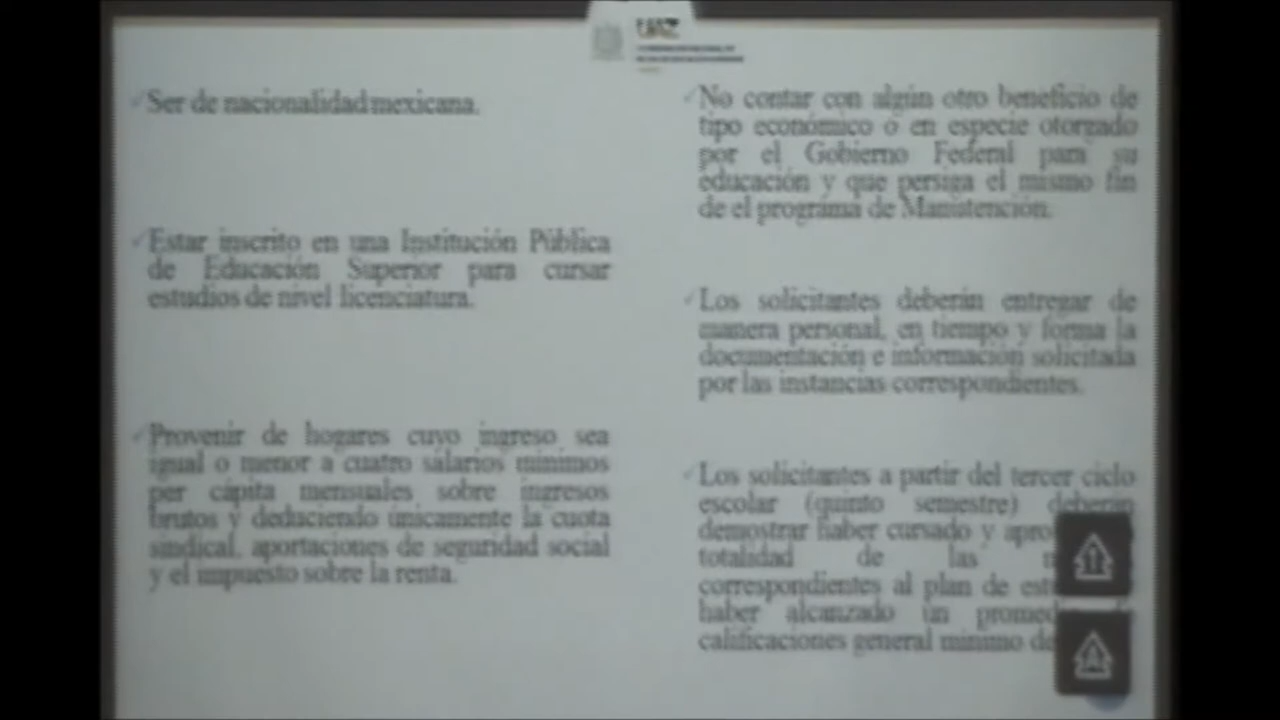 Ser de nacionalidad mexicana.
Estar inscrito en una Institución Pública
de Educación Superior para cursar
estudios de nivel licenciatura.
Provenir de hogares cuyo ingreso sea
igual o menor a cuatro salarios mínimos
per cápita mensuales sobre ingresos
brutos y deduciendo únicamente la cuota
sindical, aportaciones de seguridad social
y el impuesto sobre la renta.
No contar con algún otro beneficio de
tipo económico o en especie otorgado
por el Gobierno Federal para su
educación y que persiga el mismo fin
de el programa de Manutención.
Los solicitantes deberán entregar de
manera personal, en tiempo y forma la
documentación e información solicitada
por las instancias correspondientes.
Los solicitantes a partir del tercer ciclo
escolar (quinto semestre) deberán
demostrar haber cursado y
totalidad de las
correspondientes al plan de
haber alcanzado un
calificaciones general mínimo de